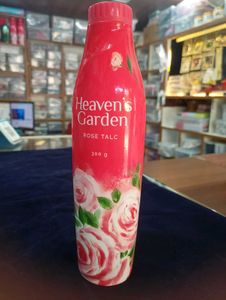 Heaven's
Garden
ROSE TALC
300 g